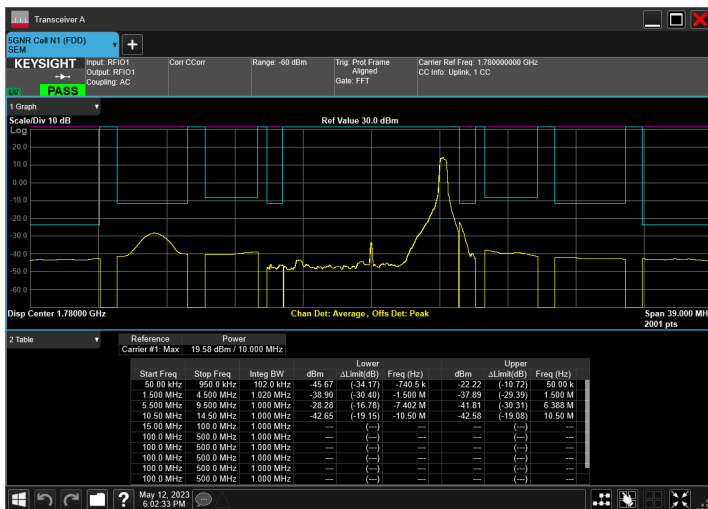 Transceiver A
5GNR Cell N1 (FDD)
SEM
KEYSIGHT
Input: RFIO1
Output: RFIO1
Coupling: AC
Corr CCorr
Range: -60 dBm
Trig: Prot Frame
Aligned
Gate: FFT
Carrier Ref Freq: 1.780000000 GHz
CC Info: Uplink, 1 CC
LXI
PASS
1 Graph
Scale/Div 10 dB
Ref Value 30.0 dBm
Log
20.0
10.0
0.00
-10.0
-20.0
-30.0
-40.0
-50.0
-60.0
Disp Center 1.78000 GHz
Chan Det: Average, Offs Det: Peak
Span 39.000 MH
2001 pts
2 Table
Reference Power
Carrier #1: Max 19.58 dBm / 10.000 MHz
Lower Upper
Start Freq Stop Freq Integ BW dBm ΔLimit(dB) Freq (Hz) dBm ΔLimit(dB) Freq (Hz)
50.00 kHz 950.0 kHz 102.0 kHz -45.67 (-34.17) -740.5 k -22.22 (-10.72) 50.00 k
1.500 MHz 4.500 MHz 1.020 MHz -38.90 (-30.40) -1.500 M -37.89 (-29.39) 1.500 M
5.500 MHz 9.500 MHz 1.000 MHz -28.28 (-16.78) -7.402 M -41.81 (-30.31) 6.388 M
10.50 MHz 14.50 MHz 1.000 MHz -42.65 (-19.15) -10.50 M -42.58 (-19.08) 10.50 M
15.00 MHz 100.0 MHz 1.000 MHz --- (---) --- --- (---) ---
100.0 MHz 500.0 MHz 1.000 MHz --- (---) --- --- (---) ---
100.0 MHz 500.0 MHz 1.000 MHz --- (---) --- --- (---) ---
100.0 MHz 500.0 MHz 1.000 MHz --- (---) --- --- (---) ---
100.0 MHz 500.0 MHz 1.000 MHz --- (---) --- --- (---) ---
100.0 MHz 500.0 MHz 1.000 MHz --- (---) --- --- (---) ---
? May 12, 2023
6:02:33 PM